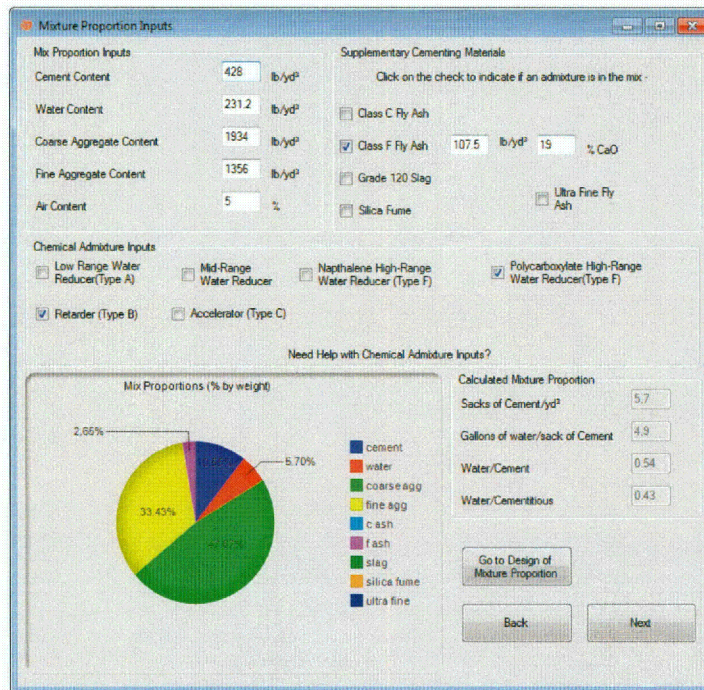 Mixture Proportion Inputs
Mix Proportion Inputs
Cement Content 428 lb/yd³
Water Content 231.2 lb/yd³
Coarse Aggregate Content 1934 lb/yd³
Fine Aggregate Content 1356 lb/yd³
Air Content 5 %
Supplementary Cementing Materials
Click on the check to indicate if an admixture is in the mix -
Class C Fly Ash
Class F Fly Ash 107.5 lb/yd³ 19 % CaO
Grade 120 Slag
Ultra Fine Fly
Ash
Silica Fume
Chemical Admixture Inputs
Low Range Water
Reducer(Type A)
Mid-Range
Water Reducer
Napthalene High-Range
Water Reducer (Type F)
Polycarboxylate High-Range
Water Reducer(Type F)
Retarder (Type B)
Accelerator (Type C)
Need Help with Chemical Admixture Inputs?
Mix Proportions (% by weight)
2.65%
5.70%
33.43%
cement
water
coarse agg
fine agg
c ash
f ash
slag
silica fume
ultra fine
Calculated Mixture Proportion
Sacks of Cement/yd³ 5.7
Gallons of water/sack of Cement 4.9
Water/Cement 0.54
Water/Cementitious 0.43
Go to Design of
Mixture Propotion
Back
Next